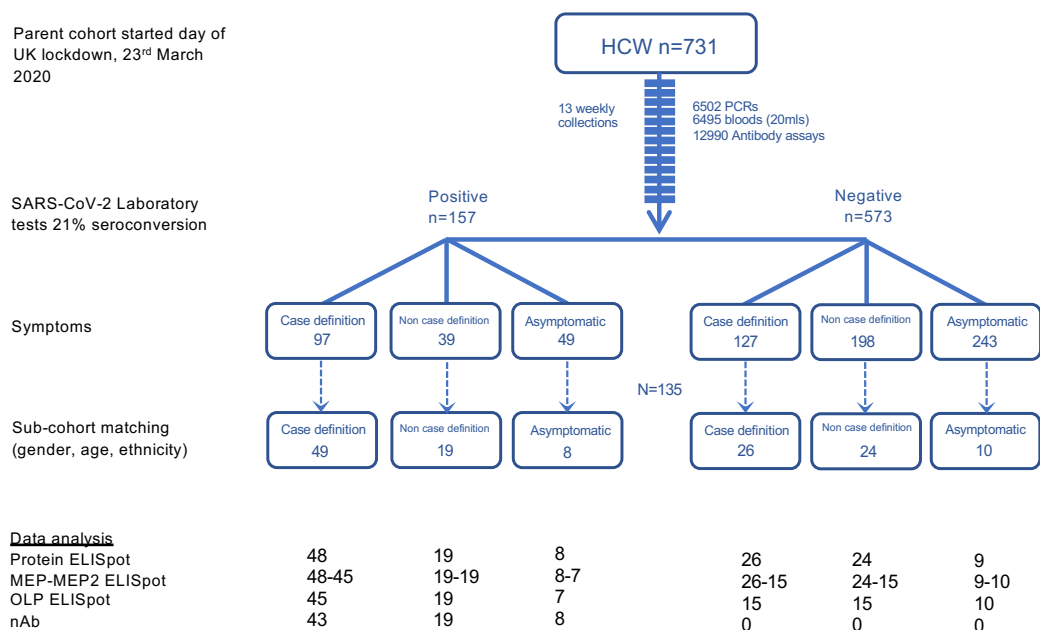 Parent cohort started day of
UK lockdown, 23rd March
2020
HCW n=731
13 weekly
collections
6502 PCRs
6495 bloods (20mls)
12990 Antibody assays
SARS-CoV-2 Laboratory
tests 21% seroconversion
Positive
n=157
Negative
n=573
Symptoms
Case definition
97
Non case definition
39
Asymptomatic
49
Case definition
127
Non case definition
198
Asymptomatic
243
N=135
Sub-cohort matching
(gender, age, ethnicity)
Case definition
49
Non case definition
19
Asymptomatic
8
Case definition
26
Non case definition
24
Asymptomatic
10
Data analysis
Protein ELISpot 48 19 8 26 24 9
MEP-MEP2 ELISpot 48-45 19-19 8-7 26-15 24-15 9-10
OLP ELISpot 45 19 7 15 15 10
nAb 43 19 8 0 0 0